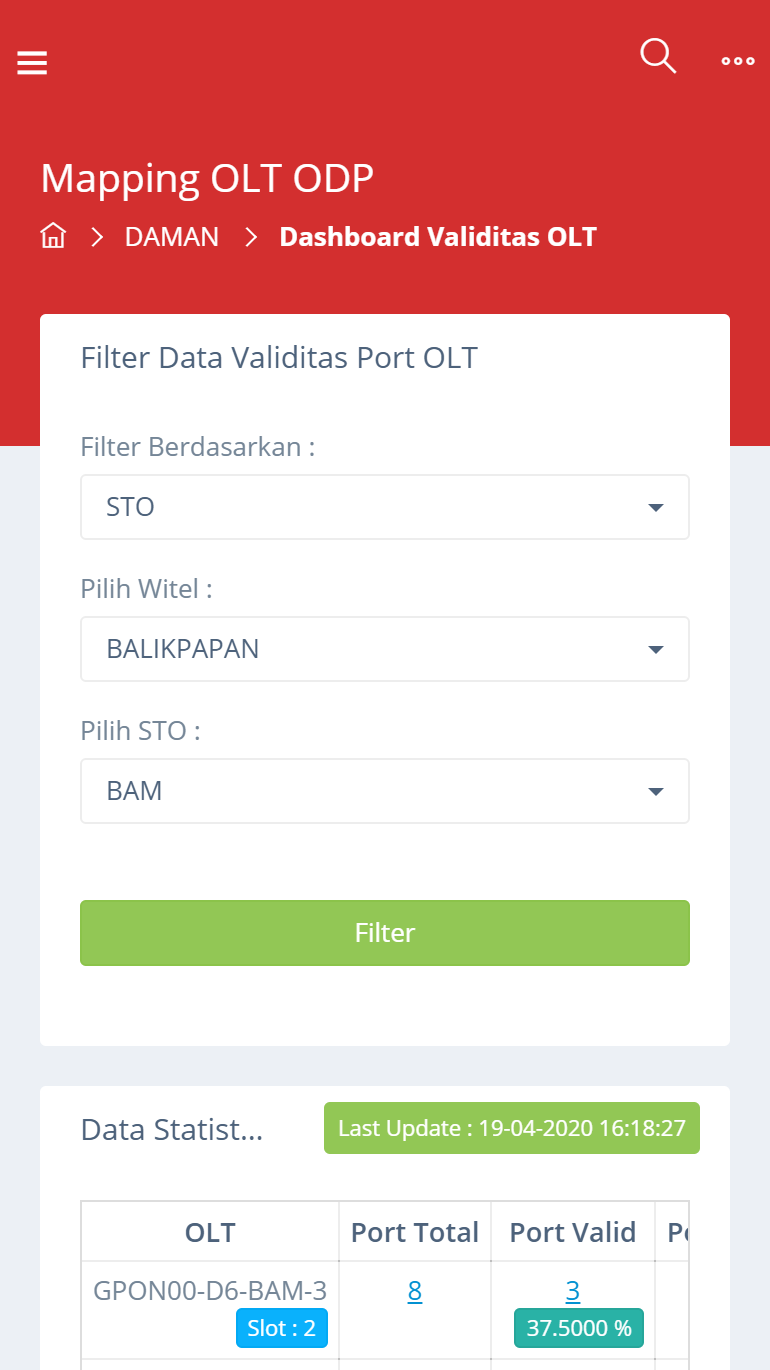 Mapping OLT ODP
DAMAN Dashboard Validitas OLT
Filter Data Validitas Port OLT
Filter Berdasarkan :
STO
Pilih Witel :
BALIKPAPAN
Pilih STO :
BAM
Filter
Data Statist...
Last Update : 19-04-2020 16:18:27
OLT Port Total Port Valid
GPON00-D6-BAM-3 8 3
Slot : 2 37.5000 %